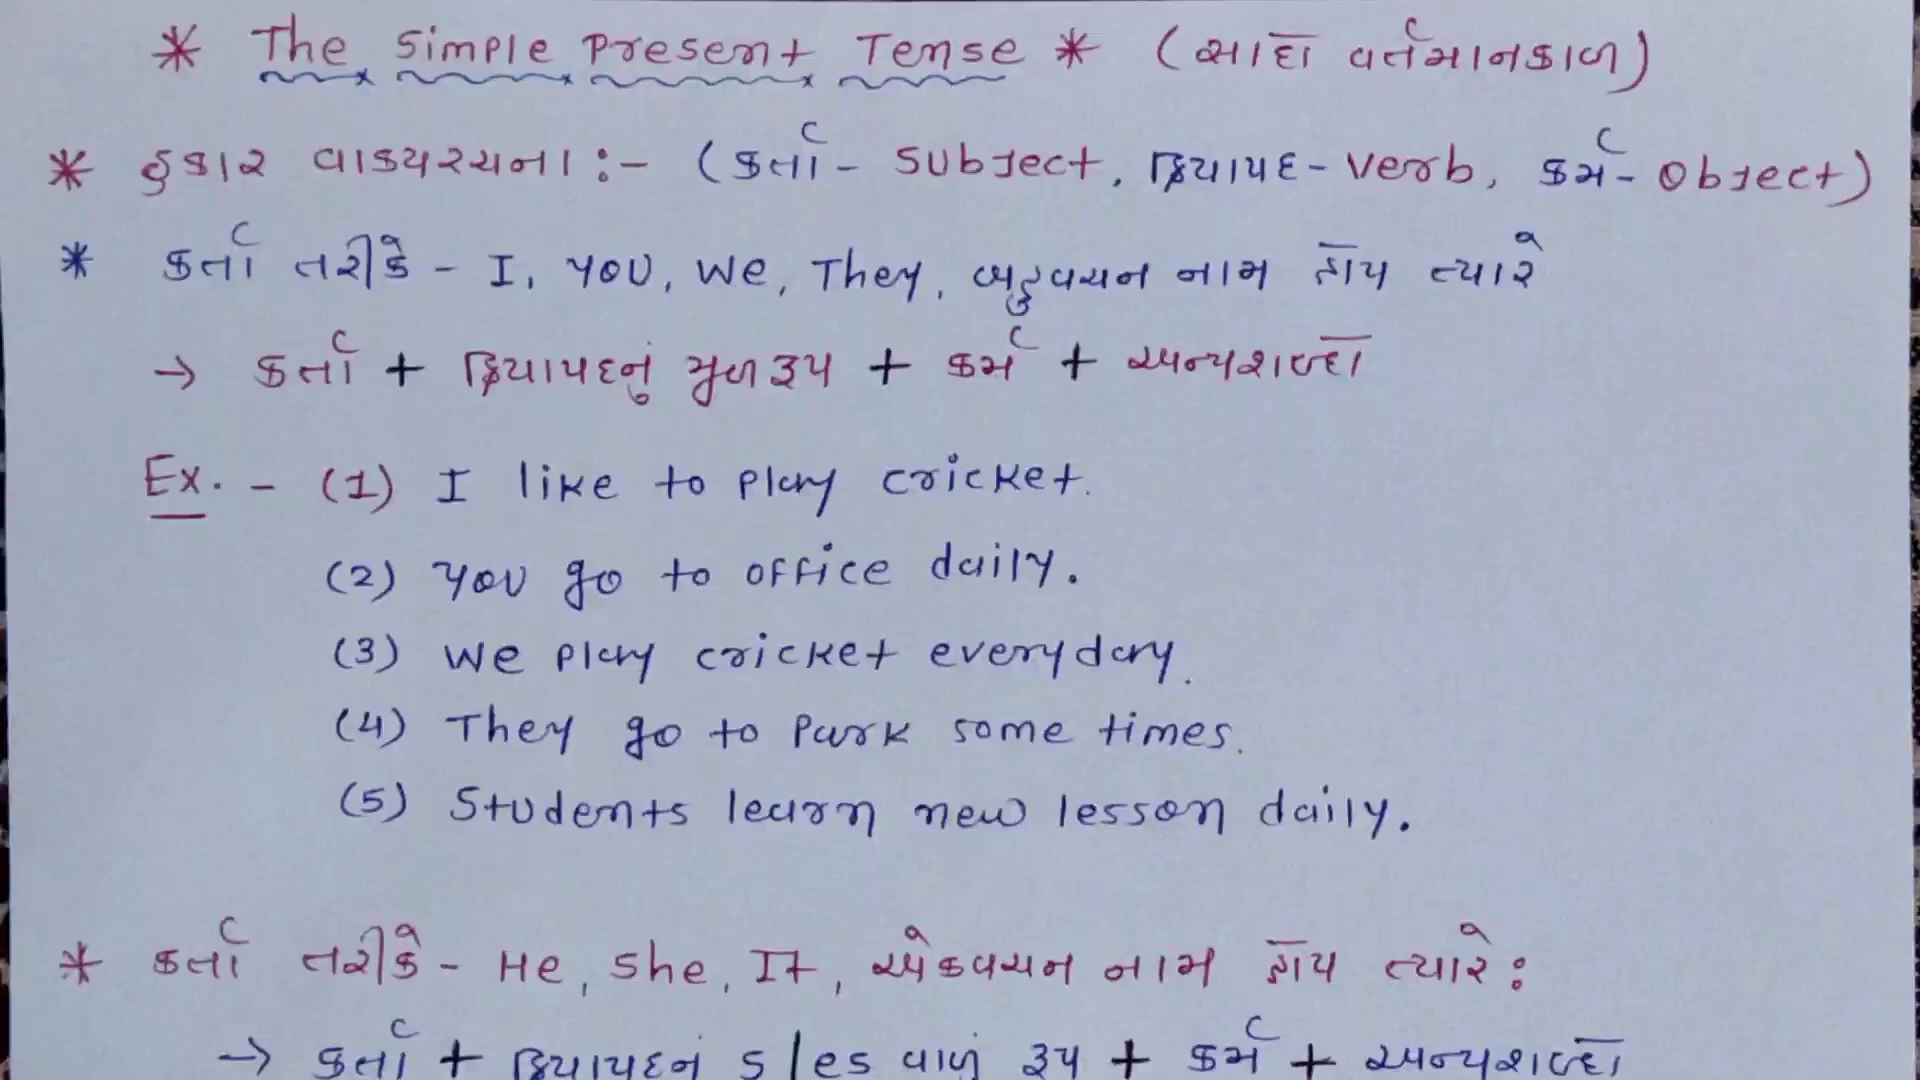 * The Simple Present Tense * (સાદો વર્તમાનકાળ)
* હકાર વાક્યરચના :- (કર્તા - Subject, ક્રિયાપદ - Verb, કર્મ - Object)
* કર્તા તરીકે - I, you, we, They, બહુવચન નામ હોય ત્યારે
→ કર્તા + ક્રિયાપદનું મુળરૂપ + કર્મ + અન્યશબ્દો
Ex. - (1) I like to play cricket.
(2) you go to office daily.
(3) we play cricket everyday.
(4) They go to park some times.
(5) Students learn new lesson daily.
* કર્તા તરીકે - He, she, It, એકવચન નામ હોય ત્યારે :
→ કર્તા + ક્રિયાપદનું s/es વાળું રૂપ + કર્મ + અન્યશબ્દો